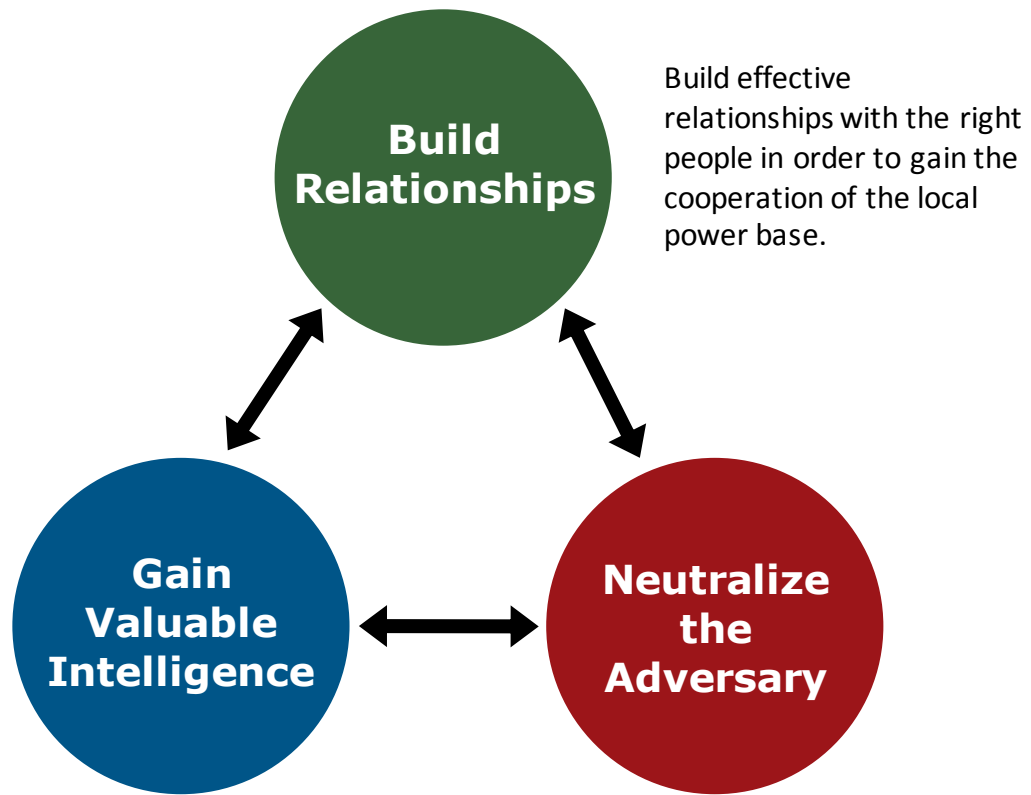 Build
Relationships
Build effective
relationships with the right
people in order to gain the
cooperation of the local
power base.
Gain
Valuable
Intelligence
Neutralize
the
Adversary